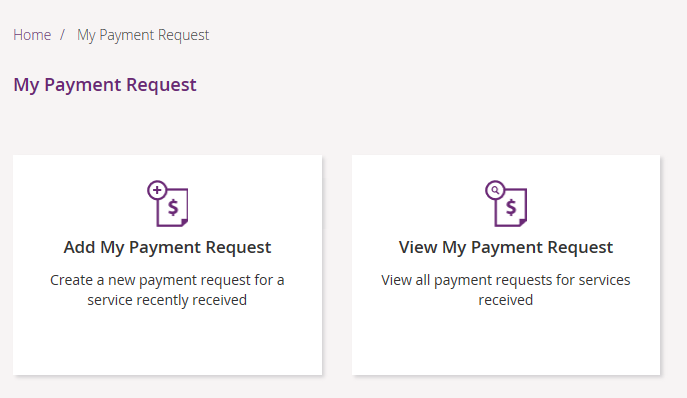 Home / My Payment Request
My Payment Request
$
Add My Payment Request
Create a new payment request for a
service recently received
$
View My Payment Request
View all payment requests for services
received